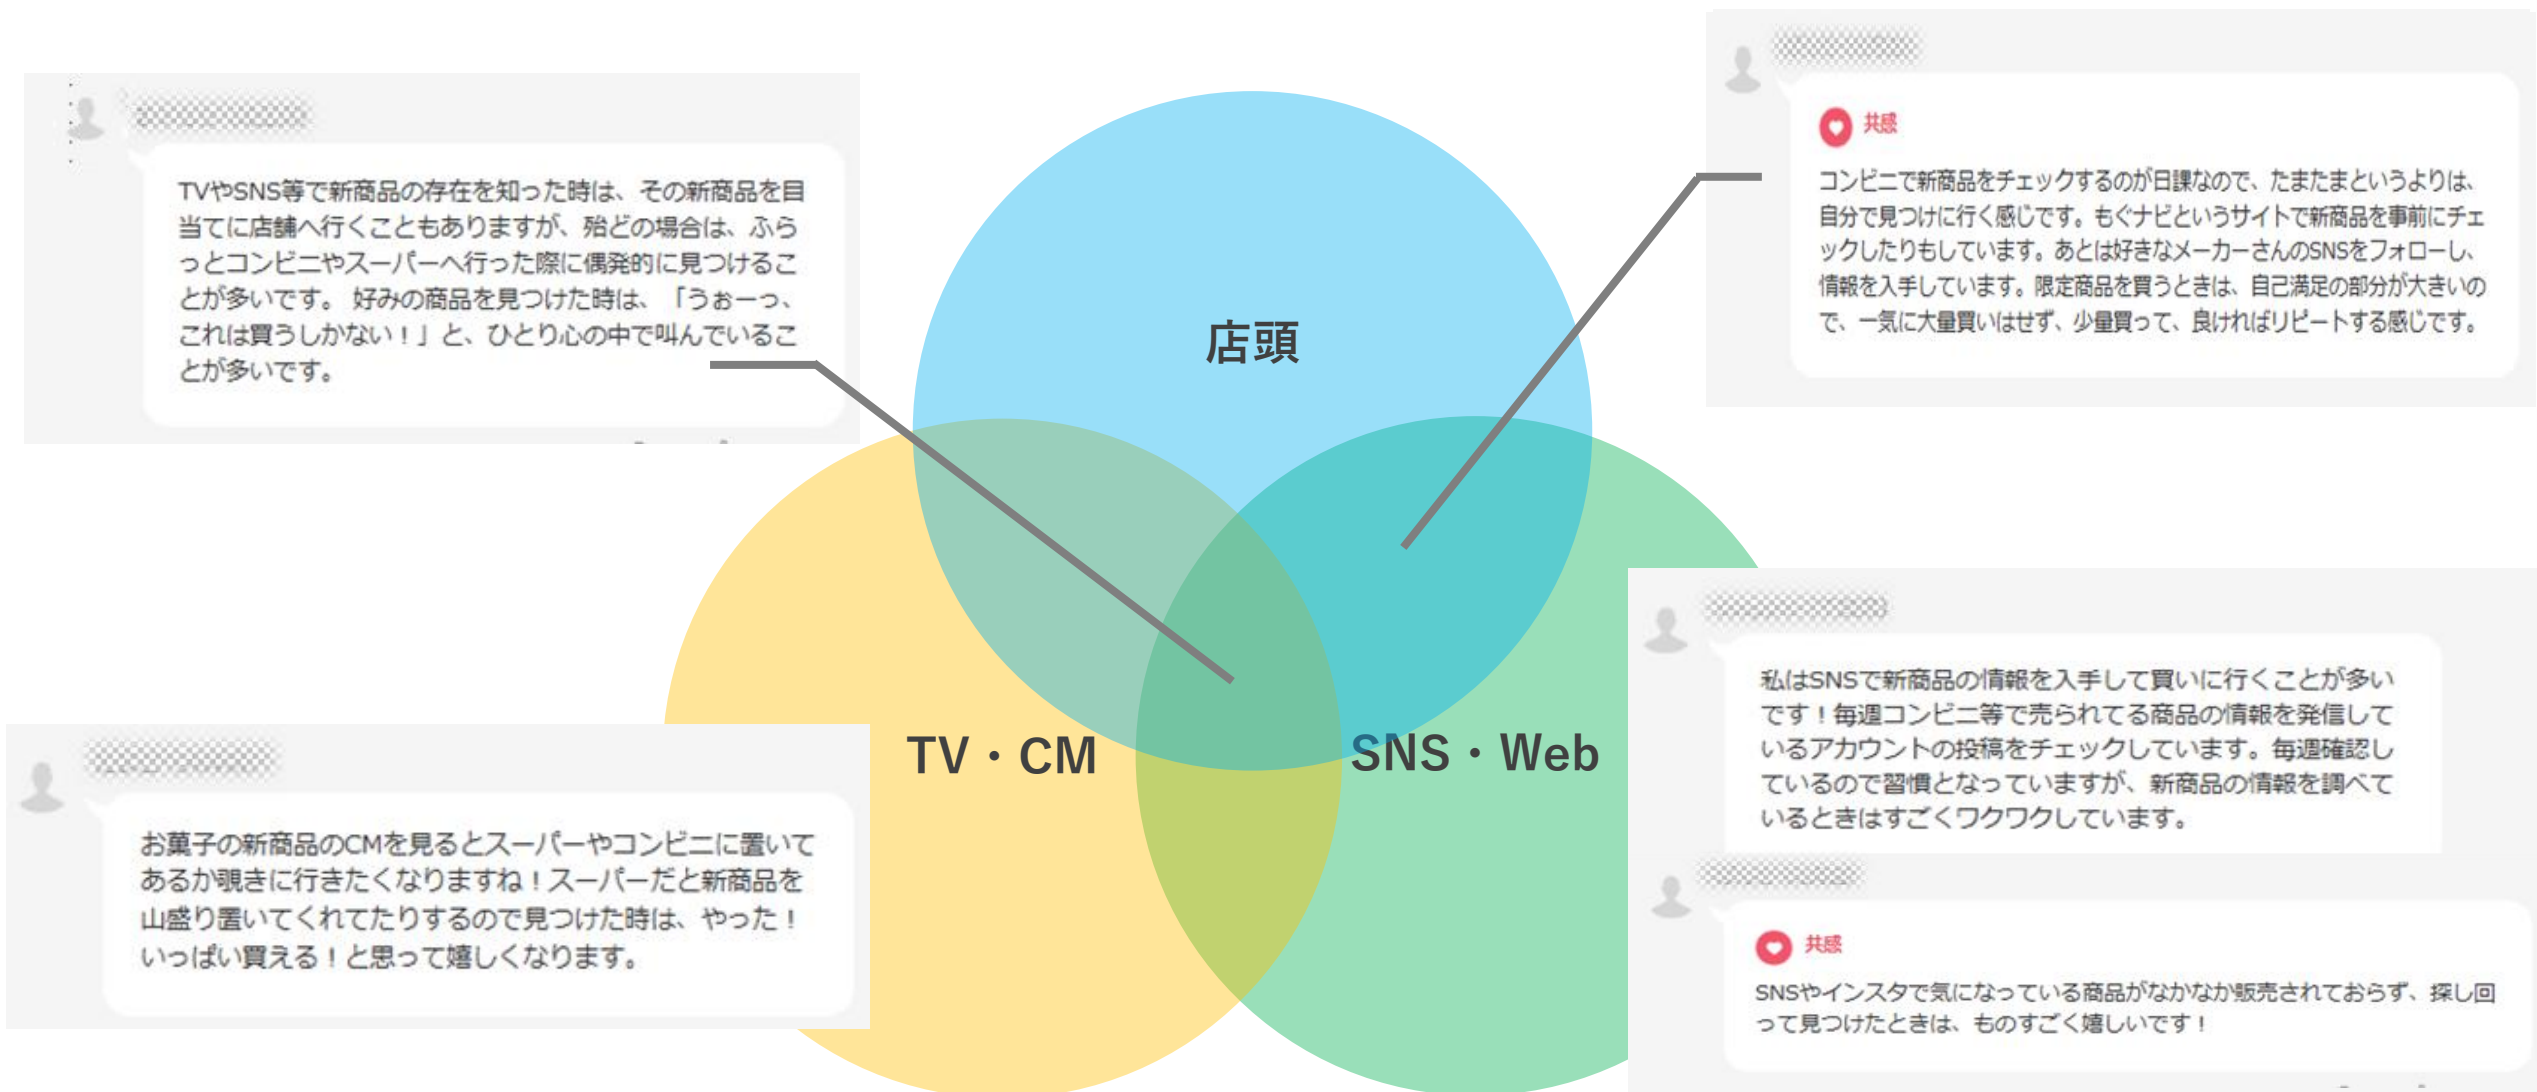 TVやSNS等で新商品の存在を知った時は、その新商品を目
当てに店舗へ行くこともありますが、殆どの場合は、ふら
っとコンビニやスーパーへ行った際に偶発的に見つけるこ
とが多いです。 好みの商品を見つけた時は、「うぉーっ、
これは買うしかない！」と、ひとり心の中で叫んでいるこ
とが多いです。
共感
コンビニで新商品をチェックするのが日課なので、たまたまというよりは、
自分で見つけに行く感じです。もぐナビというサイトで新商品を事前にチェ
ックしたりもしています。あとは好きなメーカーさんのSNSをフォローし、
情報を入手しています。限定商品を買うときは、自己満足の部分が大きいの
で、一気に大量買いはせず、少量買って、良ければリピートする感じです。
店頭
TV・CM
SNS・Web
お菓子の新商品のCMを見るとスーパーやコンビニに置いて
あるか覗きに行きたくなりますね！スーパーだと新商品を
山盛り置いてくれてたりするので見つけた時は、やった！
いっぱい買える！と思って嬉しくなります。
私はSNSで新商品の情報を入手して買いに行くことが多い
です！毎週コンビニ等で売られてる商品の情報を発信して
いるアカウントの投稿をチェックしています。毎週確認し
ているので習慣となっていますが、新商品の情報を調べて
いるときはすごくワクワクしています。
共感
SNSやインスタで気になっている商品がなかなか販売されておらず、探し回
って見つけたときは、ものすごく嬉しいです！